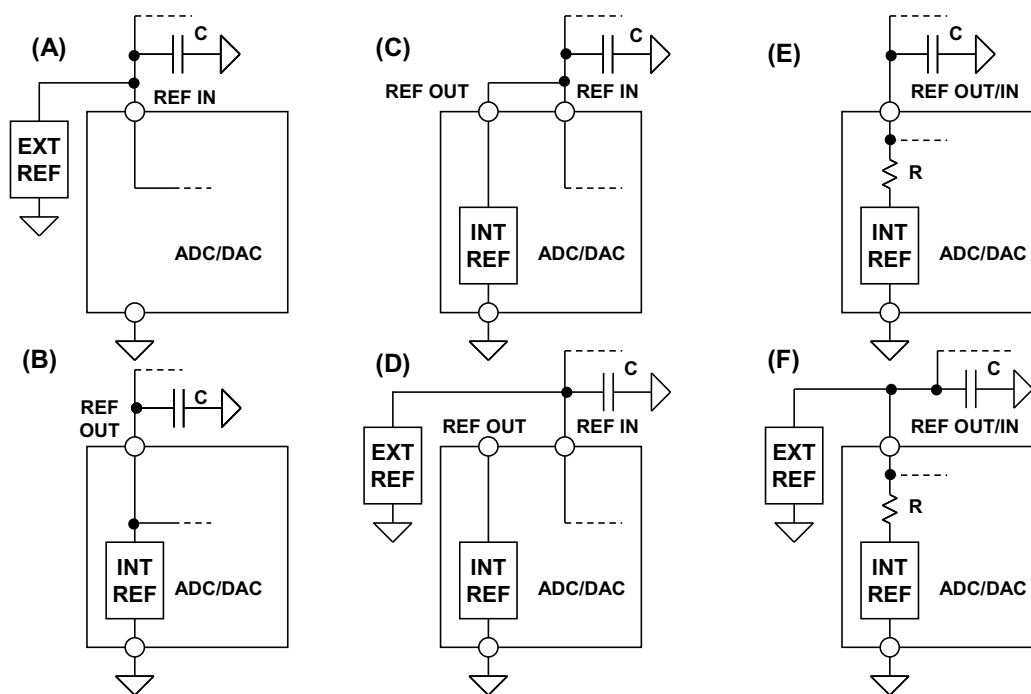 (A)
C
REF IN
EXT
REF
ADC/DAC
(B)
C
REF
OUT
INT
REF
ADC/DAC
(C)
C
REF OUT
REF IN
INT
REF
ADC/DAC
(D)
C
REF OUT
REF IN
EXT
REF
INT
REF
ADC/DAC
(E)
C
REF OUT/IN
R
INT
REF
ADC/DAC
(F)
C
REF OUT/IN
EXT
REF
R
INT
REF
ADC/DAC